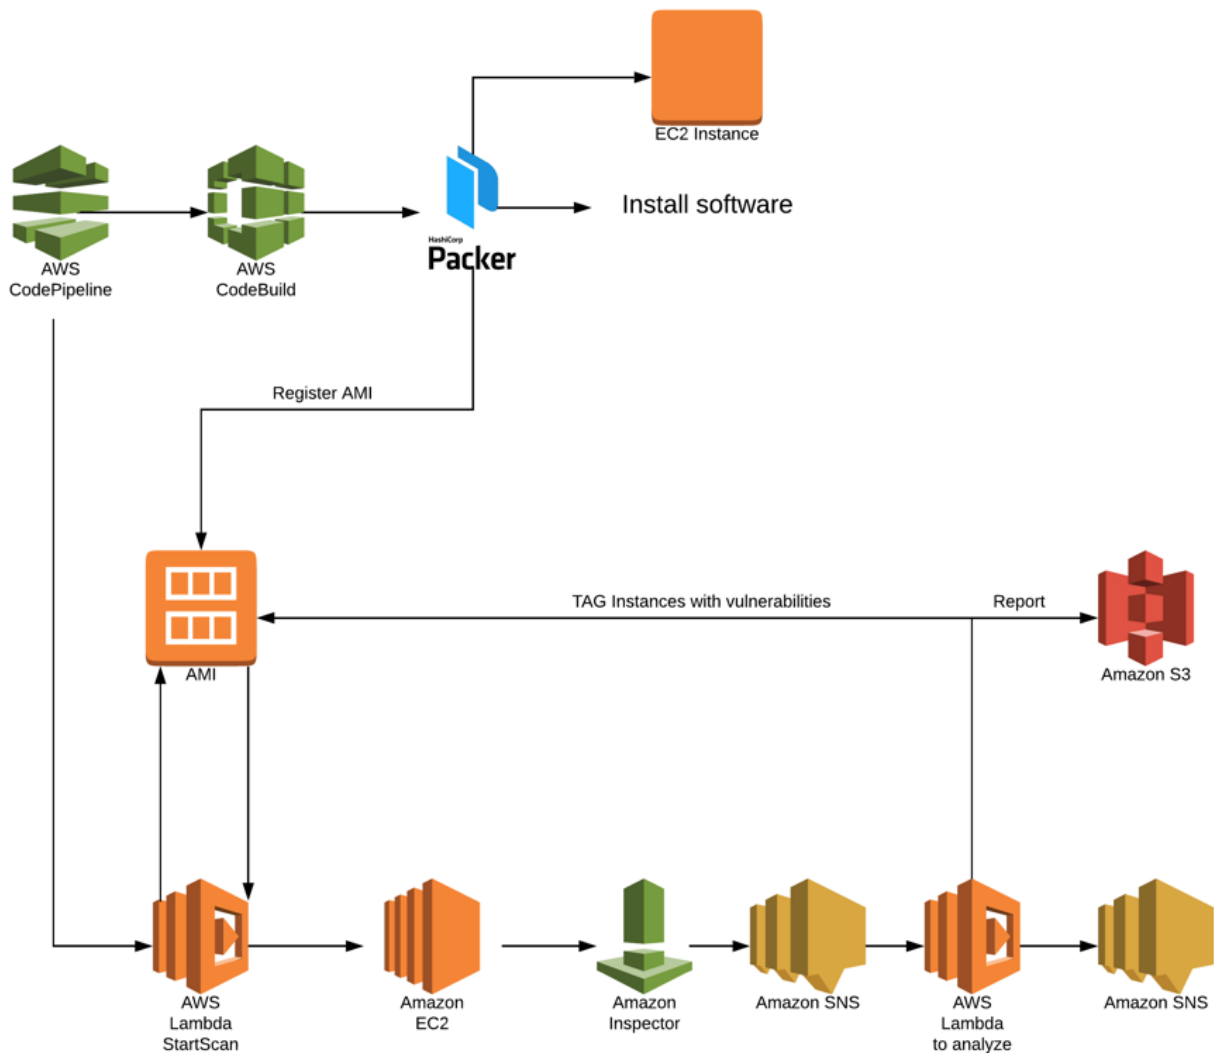 EC2 Instance
Install software
HashiCorp
Packer
AWS
CodePipeline
AWS
CodeBuild
Register AMI
TAG Instances with vulnerabilities
Report
AMI
Amazon S3
AWS
Lambda
StartScan
Amazon
EC2
Amazon
Inspector
Amazon SNS
AWS
Lambda
to analyze
Amazon SNS